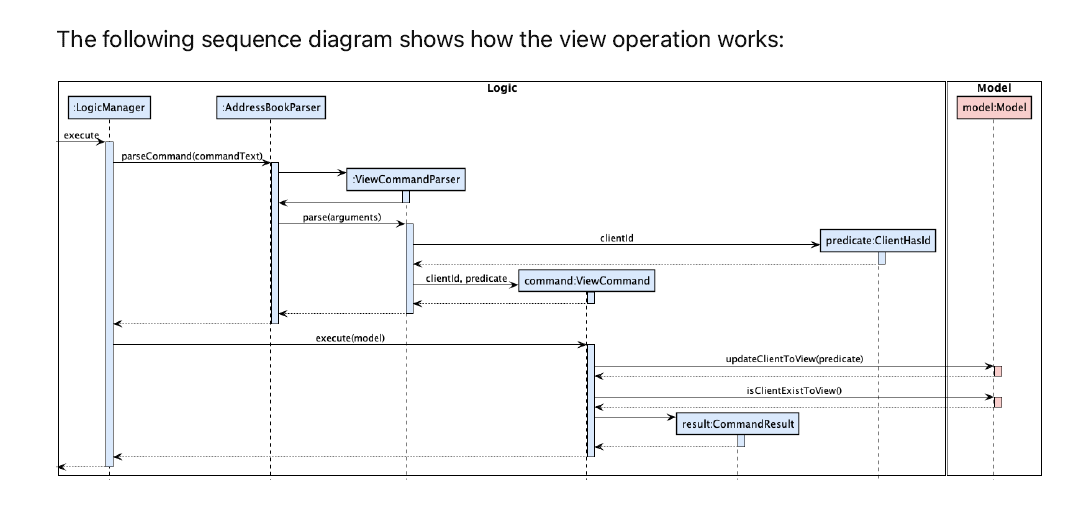 The following sequence diagram shows how the view operation works:
Logic
Model
:LogicManager
:AddressBookParser
model:Model
execute
parseCommand(commandText)
:ViewCommandParser
parse(arguments)
clientId
predicate:ClientHasId
clientId, predicate
command:ViewCommand
execute(model)
updateClientToView(predicate)
isClientExistToView()
result:CommandResult